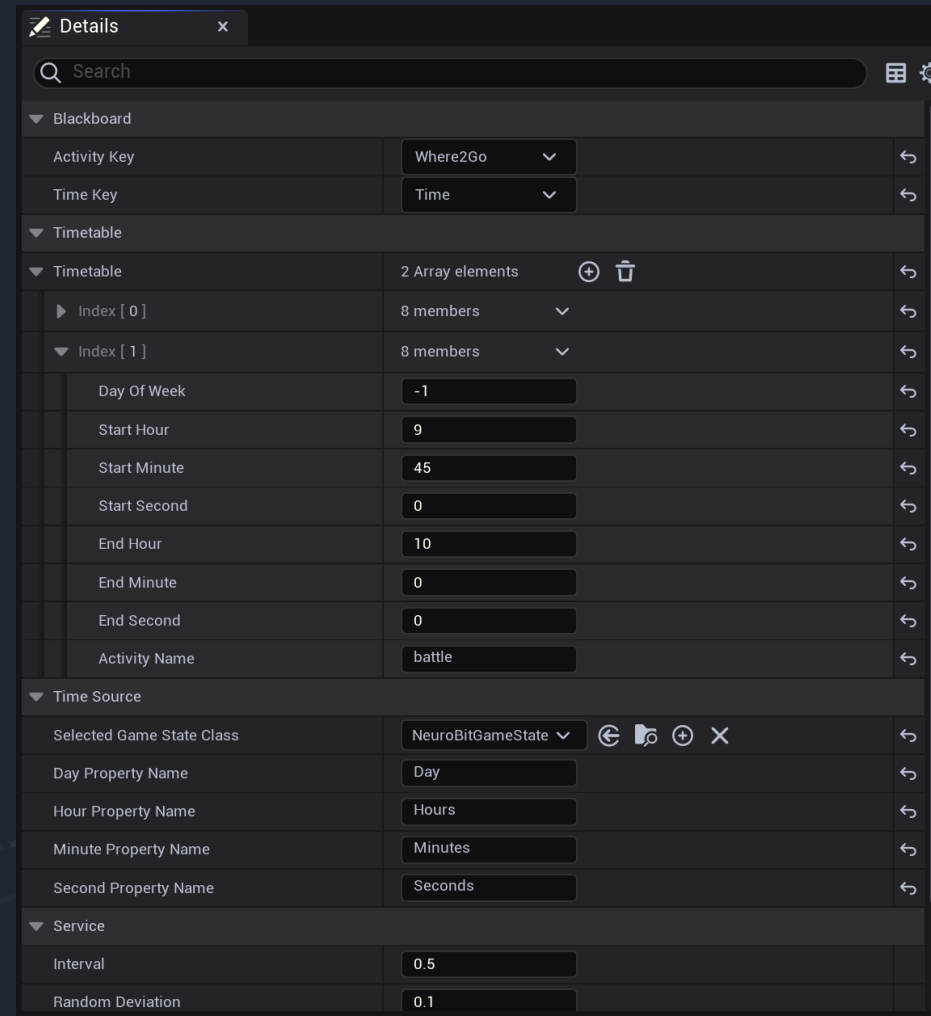 Details
Search
Blackboard
Activity Key Where2Go
Time Key Time
Timetable
Timetable 2 Array elements
Index [ 0 ] 8 members
Index [ 1 ] 8 members
Day Of Week -1
Start Hour 9
Start Minute 45
Start Second 0
End Hour 10
End Minute 0
End Second 0
Activity Name battle
Time Source
Selected Game State Class NeuroBitGameState
Day Property Name Day
Hour Property Name Hours
Minute Property Name Minutes
Second Property Name Seconds
Service
Interval 0.5
Random Deviation 0.1